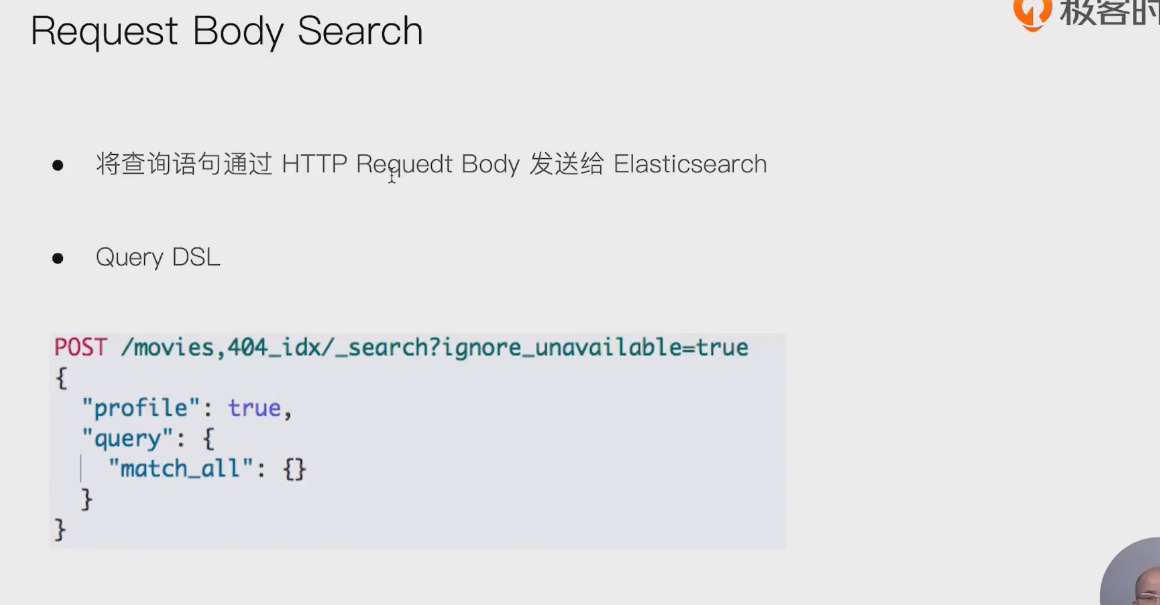 Request Body Search
极客时
● 将查询语句通过 HTTP Requedt Body 发送给 Elasticsearch
● Query DSL
POST /movies,404_idx/_search?ignore_unavailable=true
{
  "profile": true,
  "query": {
    "match_all": {}
  }
}